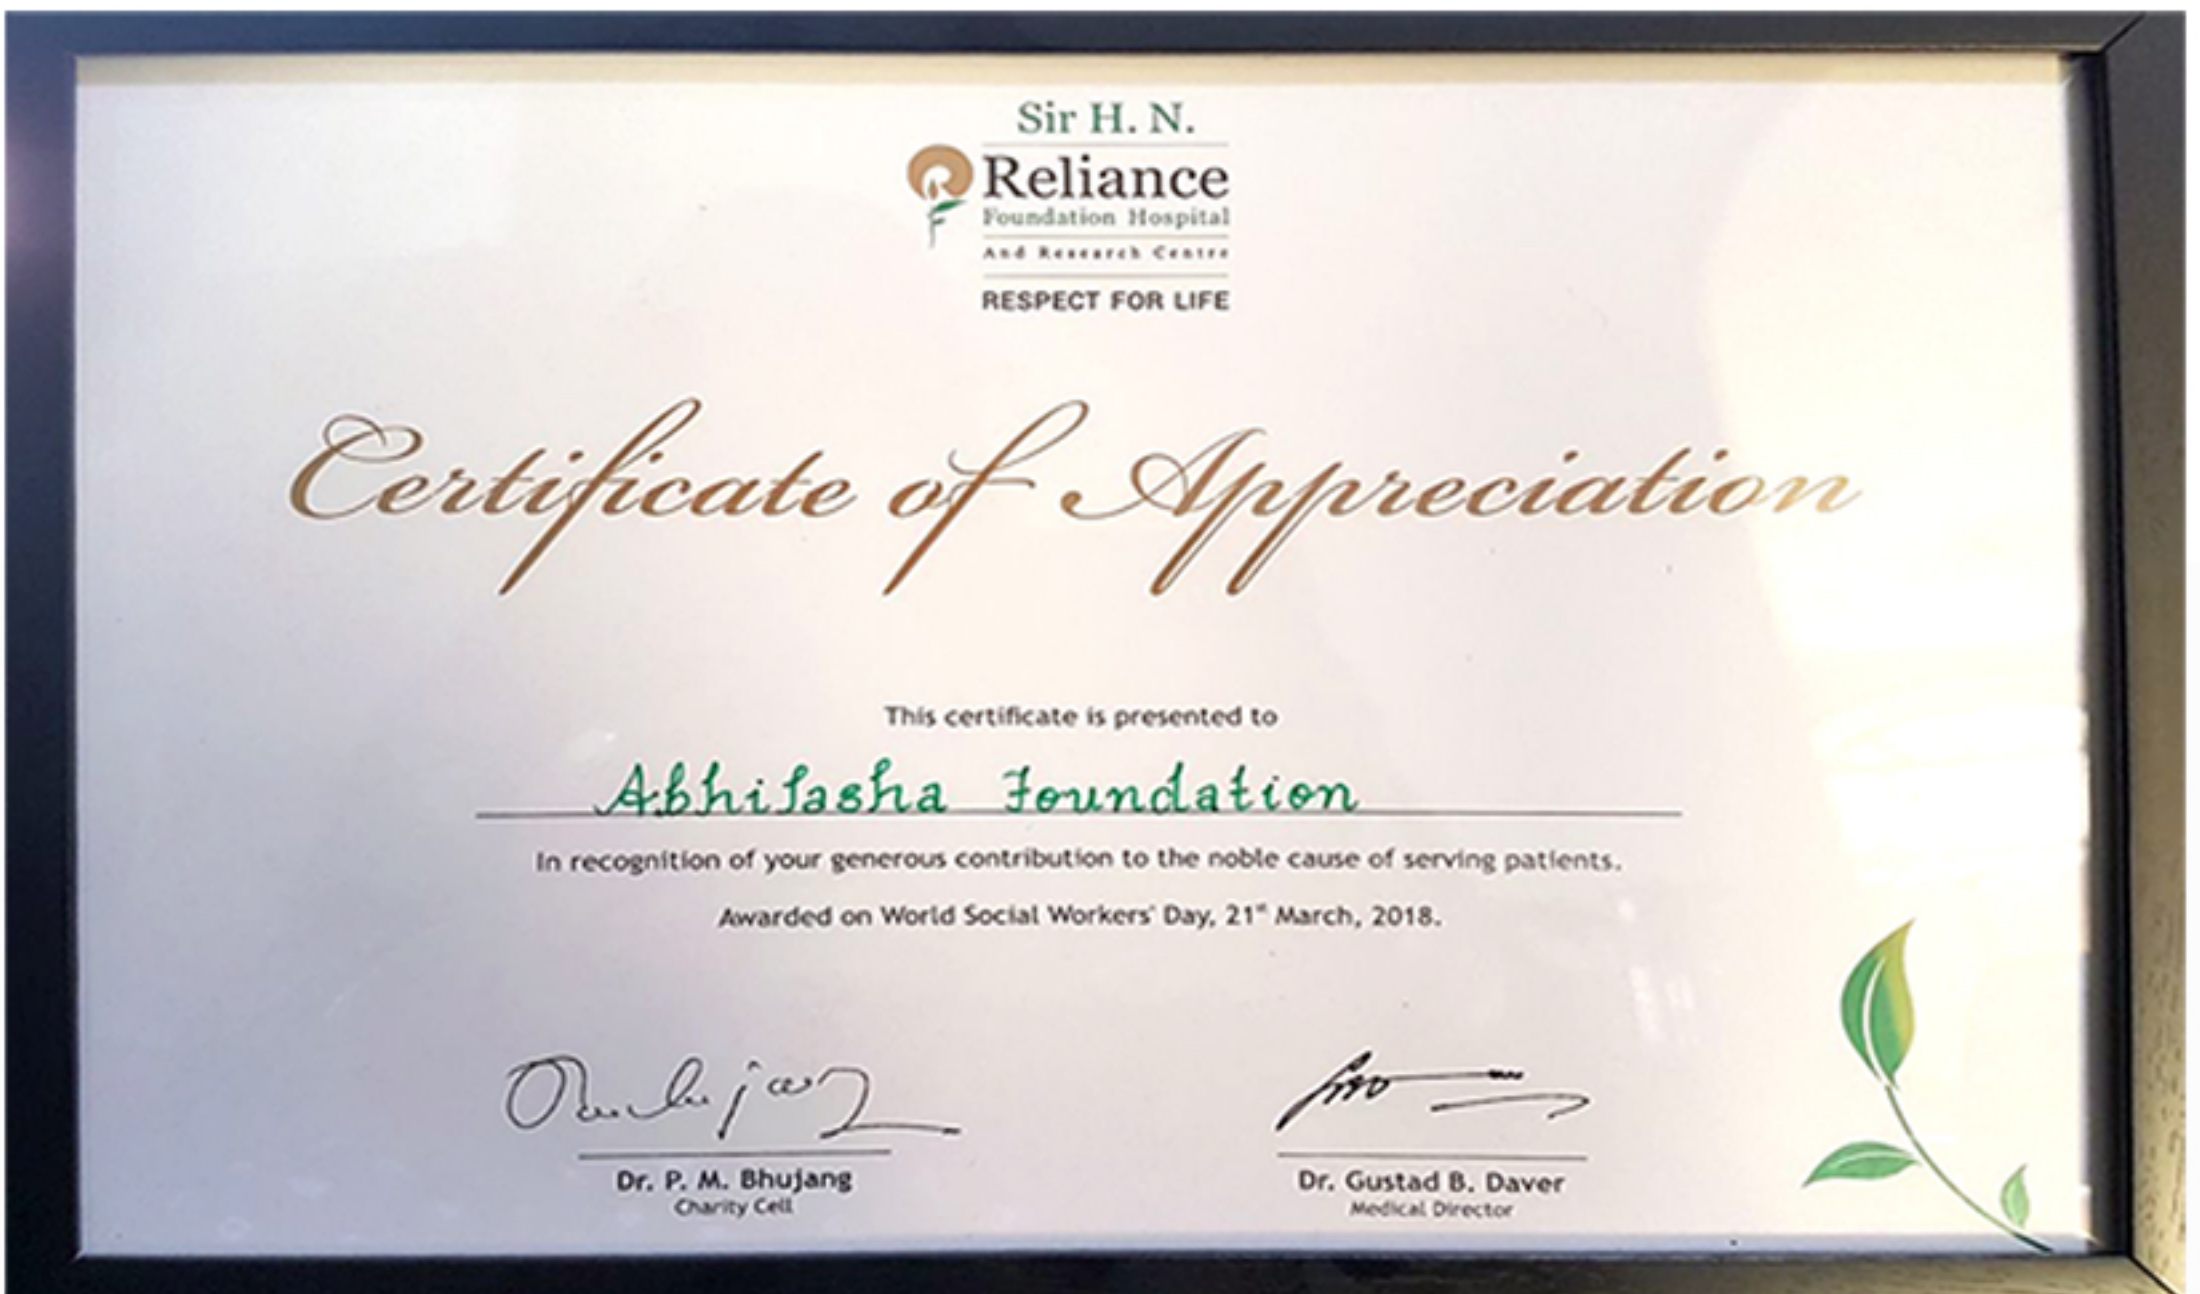 Sir H. N.
Reliance
Foundation Hospital
And Research Centre
RESPECT FOR LIFE
Certificate of Appreciation
This certificate is presented to
Abhilasha Foundation
In recognition of your generous contribution to the noble cause of serving patients.
Awarded on World Social Workers' Day, 21st March, 2018.
Dr. P. M. Bhujang
Charity Cell
Dr. Gustad B. Daver
Medical Director